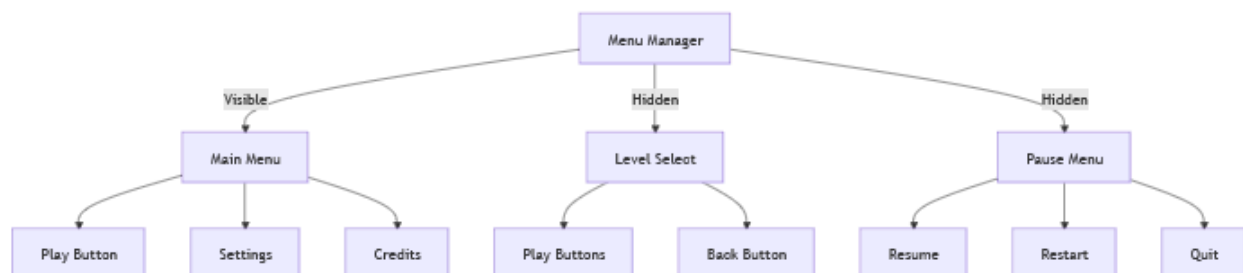 Menu Manager
Visible
Hidden
Hidden
Main Menu
Level Select
Pause Menu
Play Button
Settings
Credits
Play Buttons
Back Button
Resume
Restart
Quit